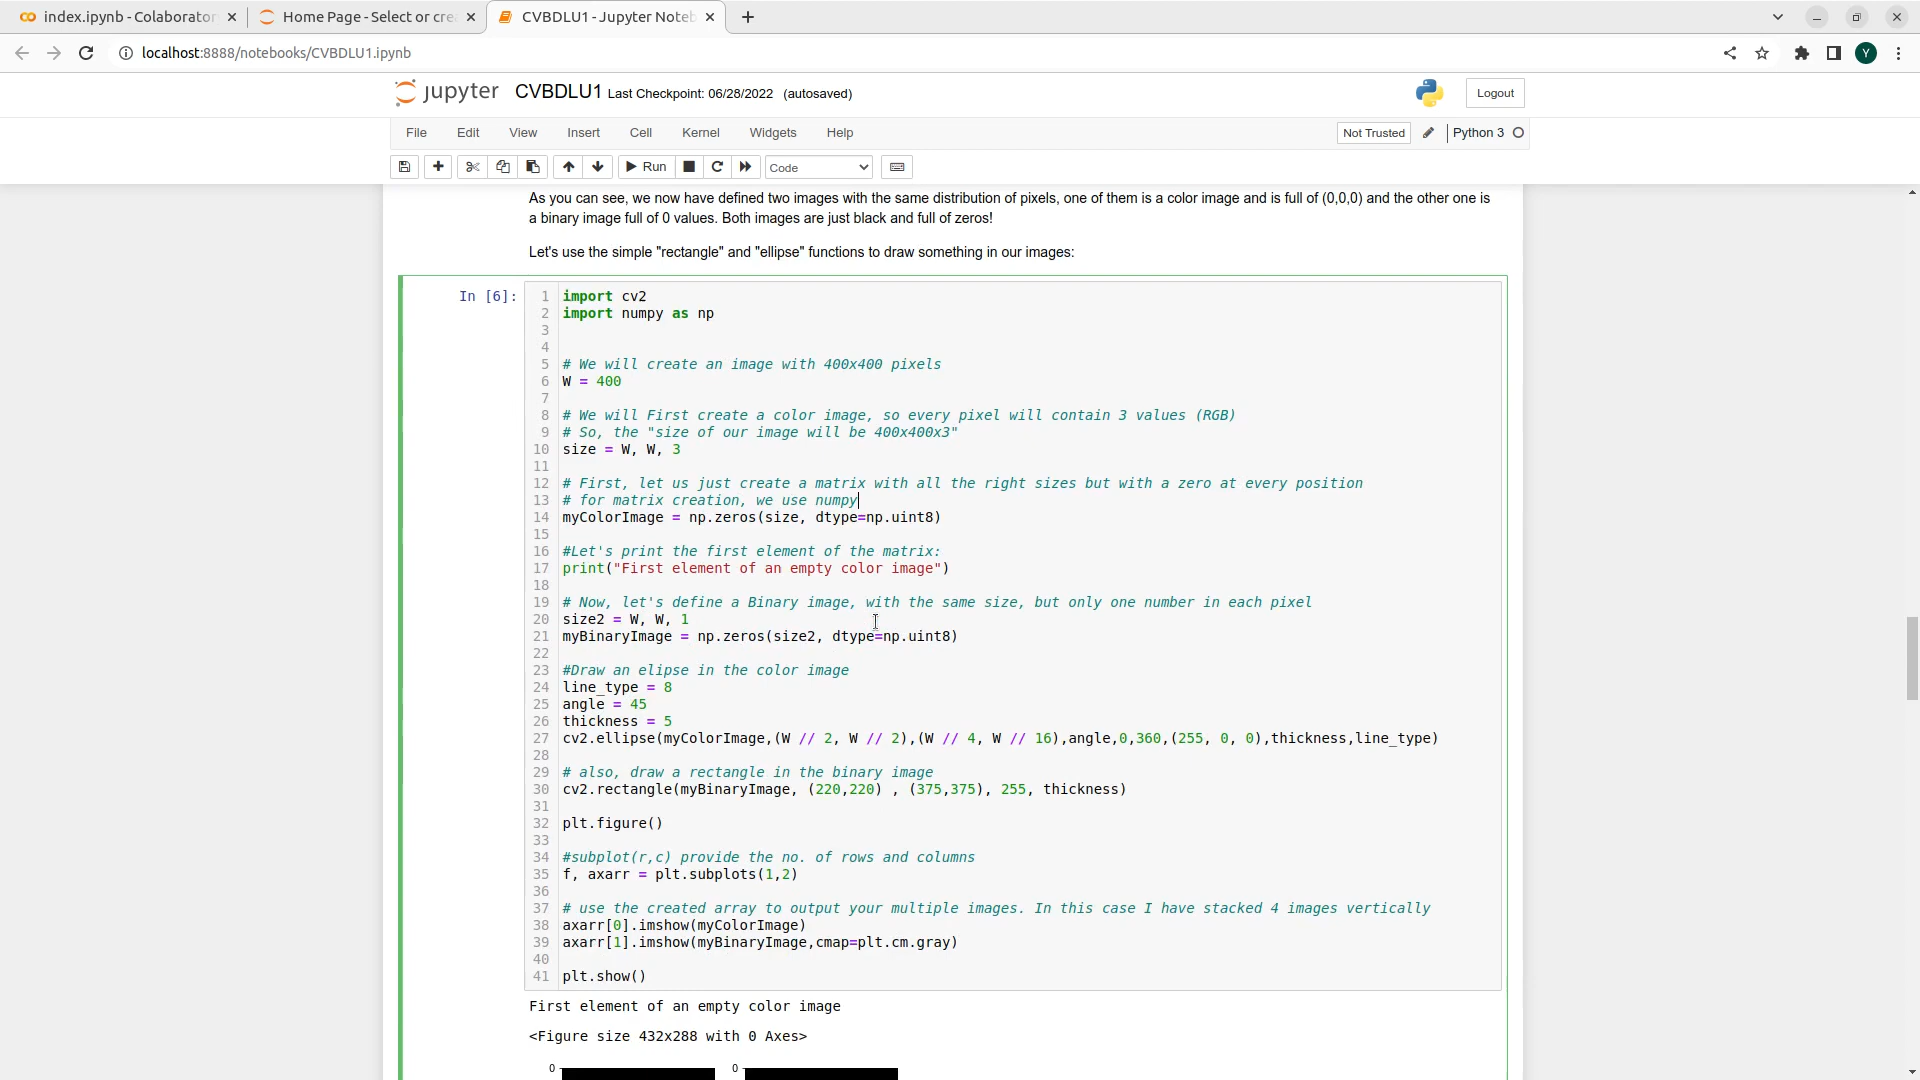 index.ipynb - Colaborator
Home Page - Select or crea
CVBDLU1 - Jupyter Noteb
localhost:8888/notebooks/CVBDLU1.ipynb
Y
jupyter CVBDLU1 Last Checkpoint: 06/28/2022 (autosaved)
Logout
File Edit View Insert Cell Kernel Widgets Help
Not Trusted
Python 3
Run
Code
As you can see, we now have defined two images with the same distribution of pixels, one of them is a color image and is full of (0,0,0) and the other one is
a binary image full of 0 values. Both images are just black and full of zeros!
Let's use the simple "rectangle" and "ellipse" functions to draw something in our images:
In [6]:
1 import cv2
2 import numpy as np
3
4
5 # We will create an image with 400x400 pixels
6 W = 400
7
8 # We will First create a color image, so every pixel will contain 3 values (RGB)
9 # So, the "size of our image will be 400x400x3"
10 size = W, W, 3
11
12 # First, let us just create a matrix with all the right sizes but with a zero at every position
13 # for matrix creation, we use numpy
14 myColorImage = np.zeros(size, dtype=np.uint8)
15
16 #Let's print the first element of the matrix:
17 print("First element of an empty color image")
18
19 # Now, let's define a Binary image, with the same size, but only one number in each pixel
20 size2 = W, W, 1
21 myBinaryImage = np.zeros(size2, dtype=np.uint8)
22
23 #Draw an elipse in the color image
24 line_type = 8
25 angle = 45
26 thickness = 5
27 cv2.ellipse(myColorImage,(W // 2, W // 2),(W // 4, W // 16),angle,0,360,(255, 0, 0),thickness,line_type)
28
29 # also, draw a rectangle in the binary image
30 cv2.rectangle(myBinaryImage, (220,220) , (375,375), 255, thickness)
31
32 plt.figure()
33
34 #subplot(r,c) provide the no. of rows and columns
35 f, axarr = plt.subplots(1,2)
36
37 # use the created array to output your multiple images. In this case I have stacked 4 images vertically
38 axarr[0].imshow(myColorImage)
39 axarr[1].imshow(myBinaryImage,cmap=plt.cm.gray)
40
41 plt.show()
First element of an empty color image
<Figure size 432x288 with 0 Axes>
0 0